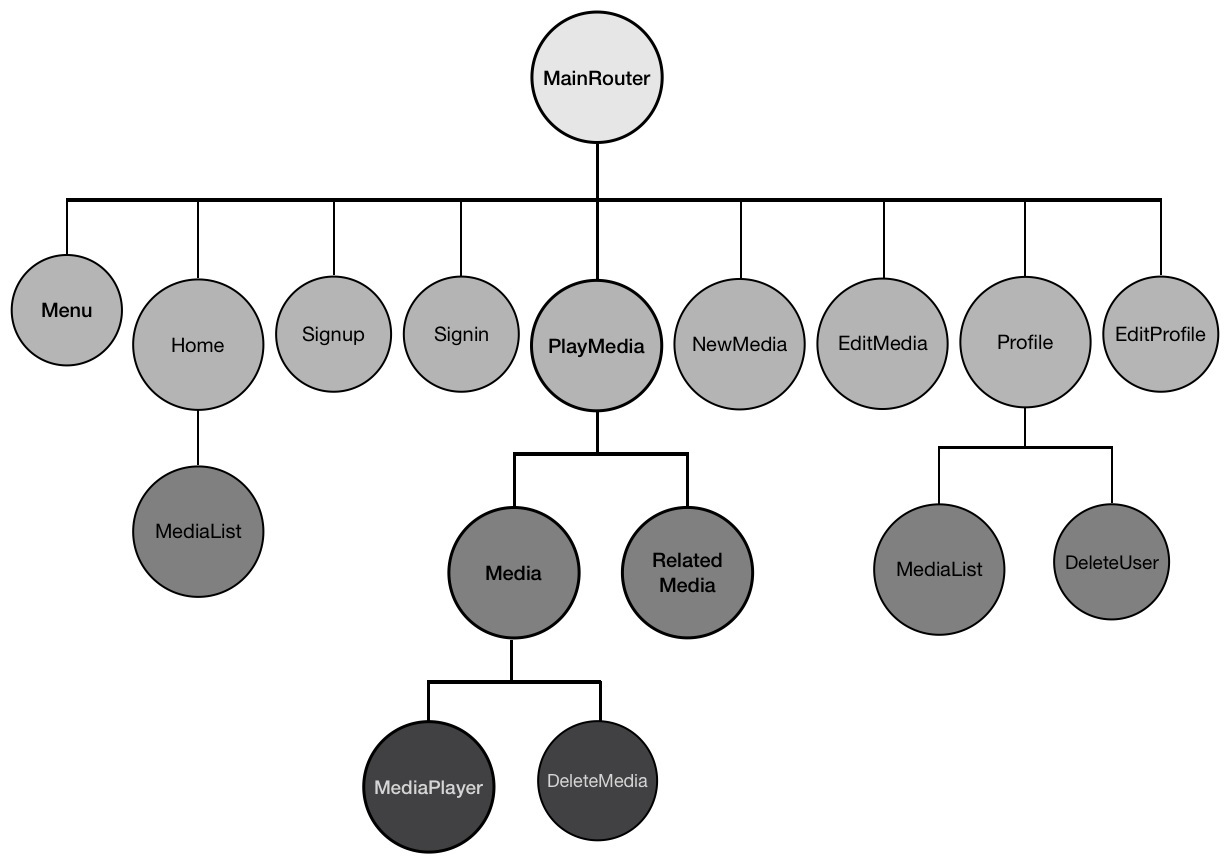 MainRouter
Menu
Home
Signup
Signin
PlayMedia
NewMedia
EditMedia
Profile
EditProfile
MediaList
Media
Related
Media
MediaList
DeleteUser
MediaPlayer
DeleteMedia